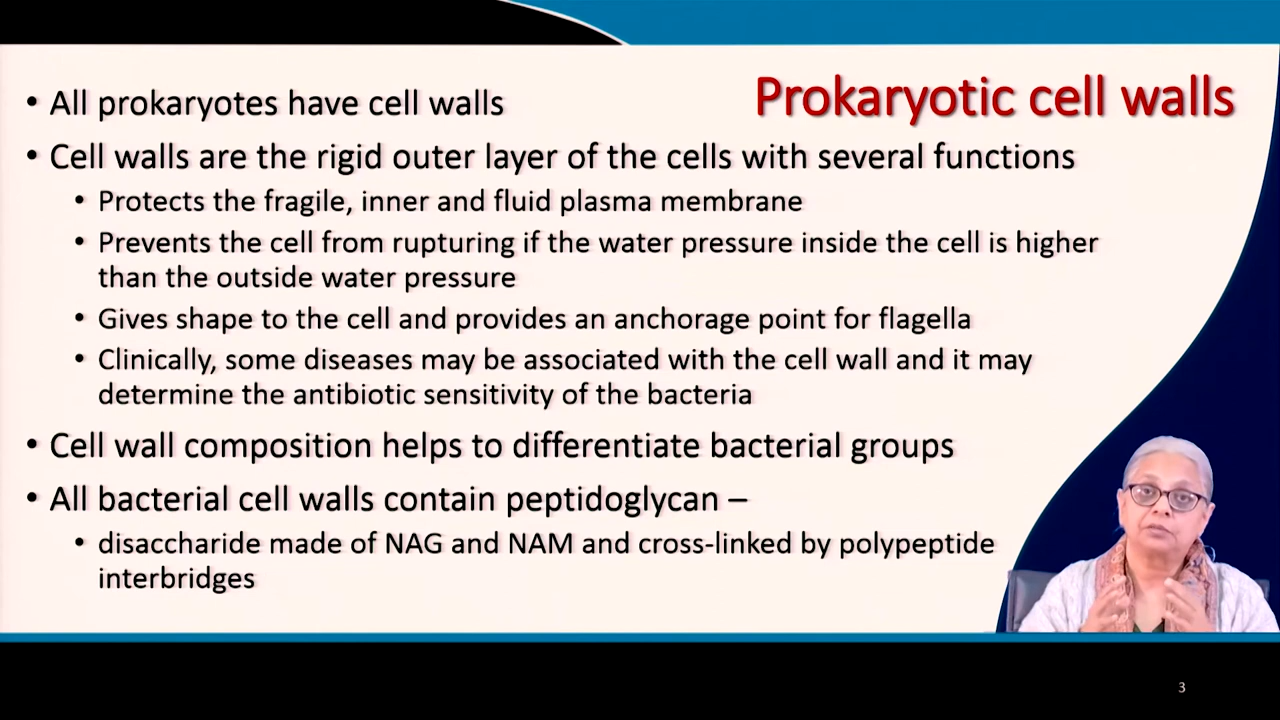 Prokaryotic cell walls
• All prokaryotes have cell walls
• Cell walls are the rigid outer layer of the cells with several functions
• Protects the fragile, inner and fluid plasma membrane
• Prevents the cell from rupturing if the water pressure inside the cell is higher
than the outside water pressure
• Gives shape to the cell and provides an anchorage point for flagella
• Clinically, some diseases may be associated with the cell wall and it may
determine the antibiotic sensitivity of the bacteria
• Cell wall composition helps to differentiate bacterial groups
• All bacterial cell walls contain peptidoglycan –
• disaccharide made of NAG and NAM and cross-linked by polypeptide
interbridges
3